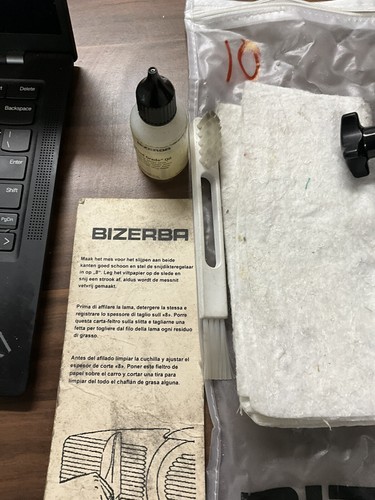 Delete
Backspace
Enter
Shift
PgDn
10
BIZERBA
Maak het mes voor het slijpen aan beide
kanten goed schoon en stel de snijdikteregelaar
in op „8”. Leg het viltpapier op de slede en
snij een strook af, aldus wordt de messnit
vetvrij gemaakt.
Prima di affilare la lama, detergere la stessa e
registrare lo spessore di taglio sull «8». Porre
questa carta-feltro sulla slitta e tagliarne una
fetta per togliere dal filo della lama ogni residuo
di grasso.
Antes del afilado limpiar la cuchilla y ajustar el
espesor de corte «8». Poner este fieltro de
papel sobre el carro y cortar una tira para
limpiar del todo el chaflán de grasa alguna.